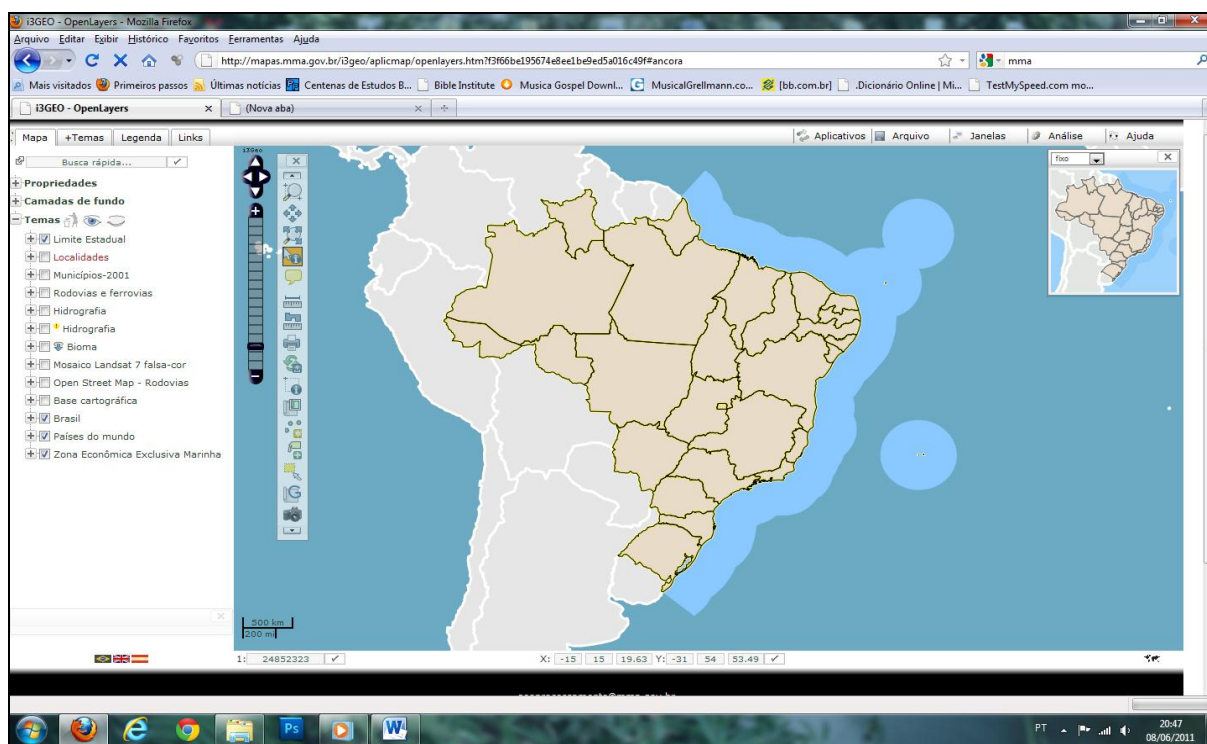 i3GEO - OpenLayers - Mozilla Firefox
Arquivo Editar Exibir Histórico Favoritos Ferramentas Ajuda
http://mapas.mma.gov.br/i3geo/aplicmap/openlayers.htm?f3f66be195674e8ee1be9ed5a016c49f#ancora
mma
Mais visitados Primeiros passos Últimas notícias Centenas de Estudos B... Bible Institute Musica Gospel Downl... MusicalGrellmann.co... [bb.com.br] .Dicionário Online | Mi... TestMySpeed.com mo...
i3GEO - OpenLayers x (Nova aba) x
Mapa +Temas Legenda Links
Aplicativos Arquivo Janelas Análise Ajuda
Busca rápida...
i3Geo
fixo
Propriedades
Camadas de fundo
Temas
Limite Estadual
Localidades
Municípios-2001
Rodovias e ferrovias
Hidrografia
Hidrografia
Bioma
Mosaico Landsat 7 falsa-cor
Open Street Map - Rodovias
Base cartográfica
Brasil
Países do mundo
Zona Econômica Exclusiva Marinha
500 km
200 mi
1: 24852323
X: -15 15 19.63 Y: -31 54 53.49
PT
20:47
08/06/2011